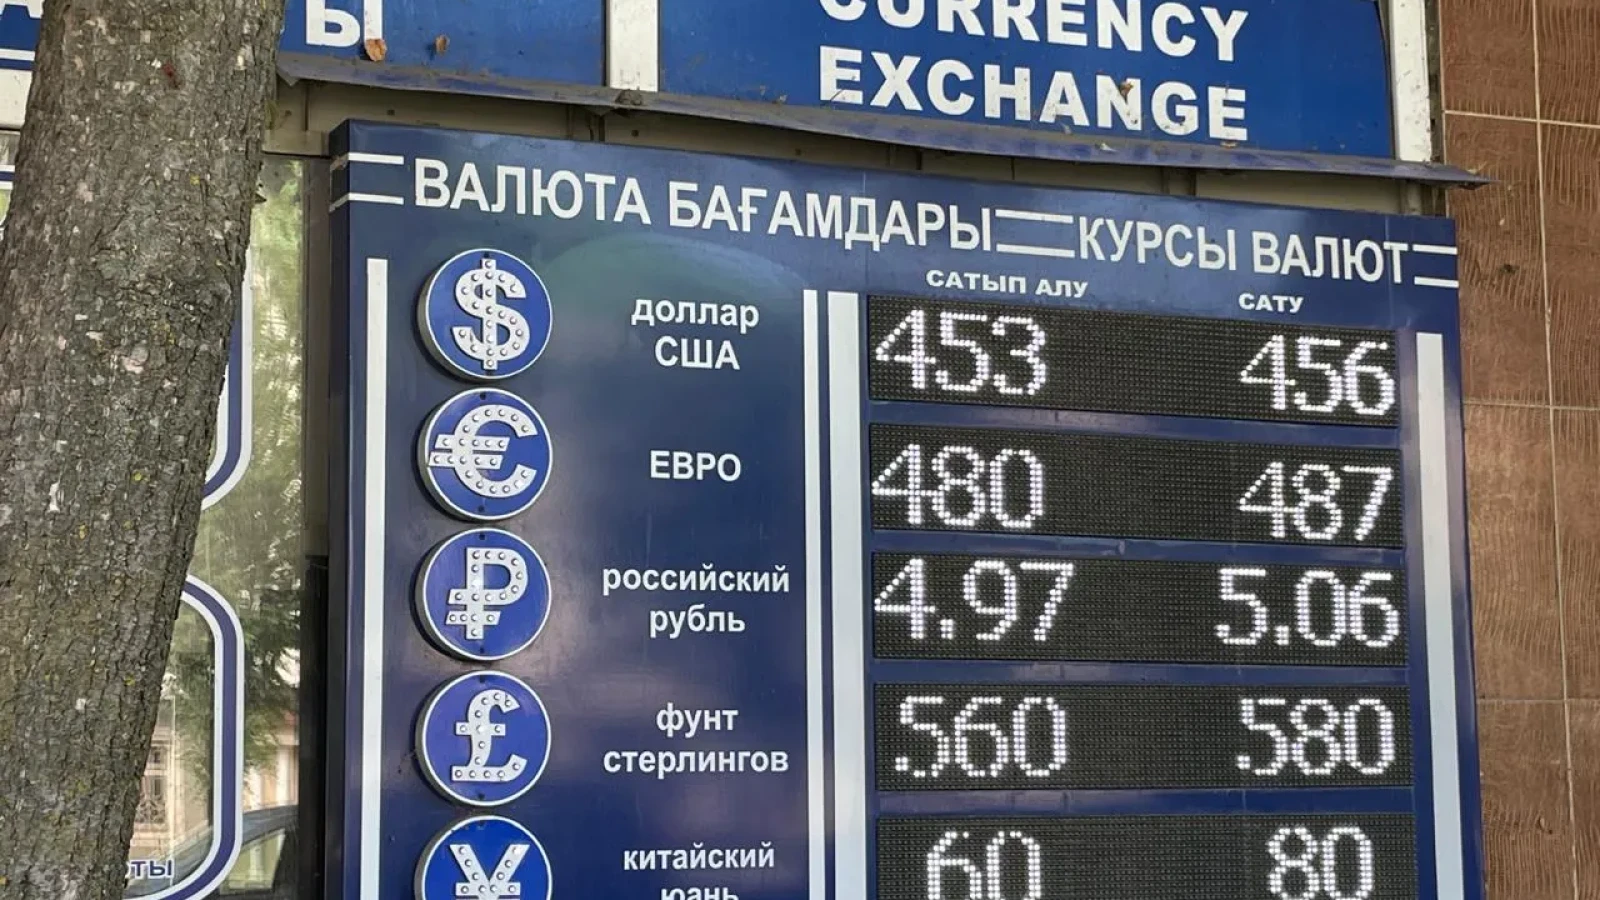 Ы
CURRENCY
EXCHANGE
ВАЛЮТА БАҒАМДАРЫ КУРСЫ ВАЛЮТ
САТЫП АЛУ САТУ
$ доллар США 453 456
€ ЕВРО 480 487
₽ российский рубль 4.97 5.06
£ фунт стерлингов 560 580
¥ китайский юань 60 80